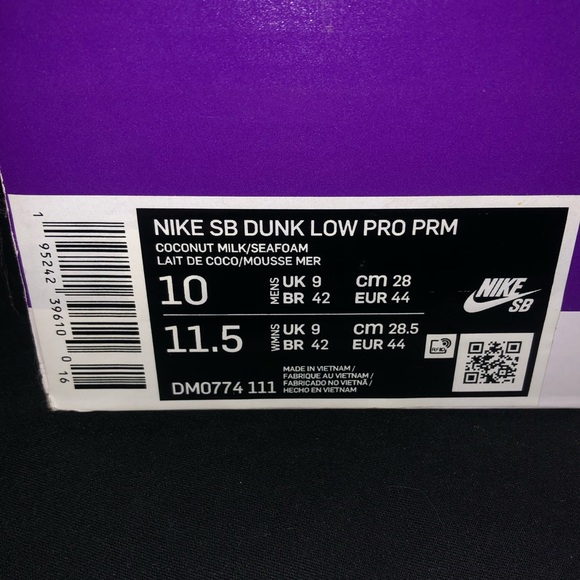 NIKE SB DUNK LOW PRO PRM
COCONUT MILK/SEAFOAM
LAIT DE COCO/MOUSSE MER
10 MENS UK 9 cm 28
BR 42 EUR 44
11.5 WMNS UK 9 cm 28.5
BR 42 EUR 44
NIKE
SB
RFID
MADE IN VIETNAM /
FABRIQUE AU VIETNAM /
FABRICADO NO VIETNÃ /
HECHO EN VIETNAM
DM0774 111
1 95242 39610 0 16